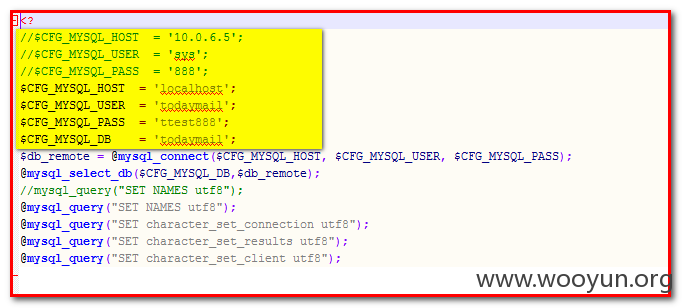 <?
//$CFG_MYSQL_HOST = '10.0.6.5';
//$CFG_MYSQL_USER = 'sys';
//$CFG_MYSQL_PASS = '888';
$CFG_MYSQL_HOST = 'localhost';
$CFG_MYSQL_USER = 'todaymail';
$CFG_MYSQL_PASS = 'ttest888';
$CFG_MYSQL_DB = 'todaymail';
$db_remote = @mysql_connect($CFG_MYSQL_HOST, $CFG_MYSQL_USER, $CFG_MYSQL_PASS);
@mysql_select_db($CFG_MYSQL_DB,$db_remote);
//mysql_query("SET NAMES utf8");
@mysql_query("SET NAMES utf8");
@mysql_query("SET character_set_connection utf8");
@mysql_query("SET character_set_results utf8");
@mysql_query("SET character_set_client utf8");
www.wooyun.org